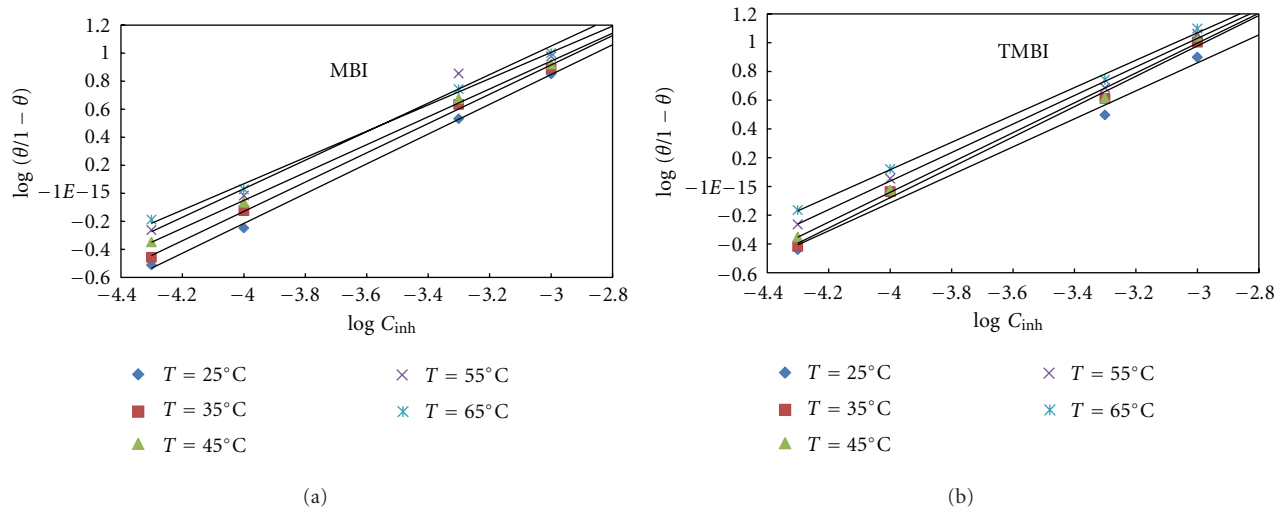 1.2
1
0.8
0.6
0.4
0.2
−1E−15
−0.2
−0.4
−0.6
log (θ/1 − θ)
MBI
−4.4 −4.2 −4 −3.8 −3.6 −3.4 −3.2 −3 −2.8
log Cinh
T = 25°C
T = 35°C
T = 45°C
T = 55°C
T = 65°C
(a)
1.2
1
0.8
0.6
0.4
0.2
−1E−15
−0.2
−0.4
−0.6
log (θ/1 − θ)
TMBI
−4.4 −4.2 −4 −3.8 −3.6 −3.4 −3.2 −3 −2.8
log Cinh
T = 25°C
T = 35°C
T = 45°C
T = 55°C
T = 65°C
(b)